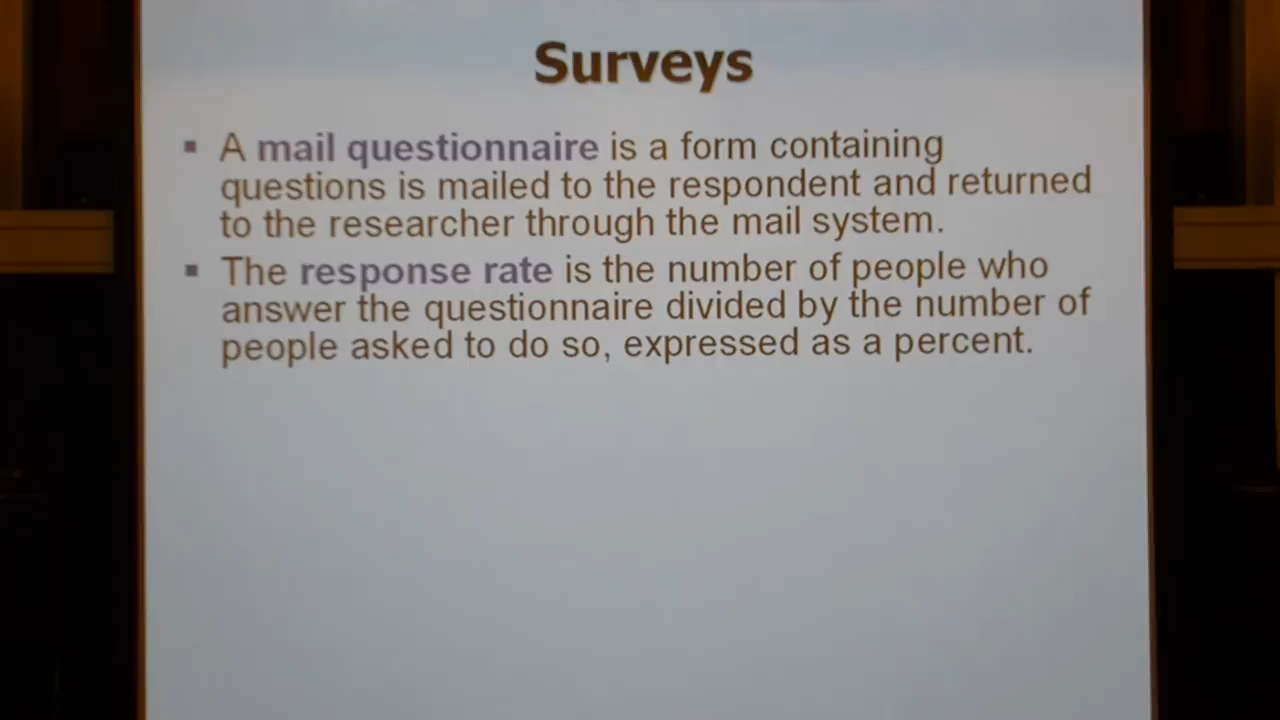 Surveys
▪ A mail questionnaire is a form containing
questions is mailed to the respondent and returned
to the researcher through the mail system.
▪ The response rate is the number of people who
answer the questionnaire divided by the number of
people asked to do so, expressed as a percent.